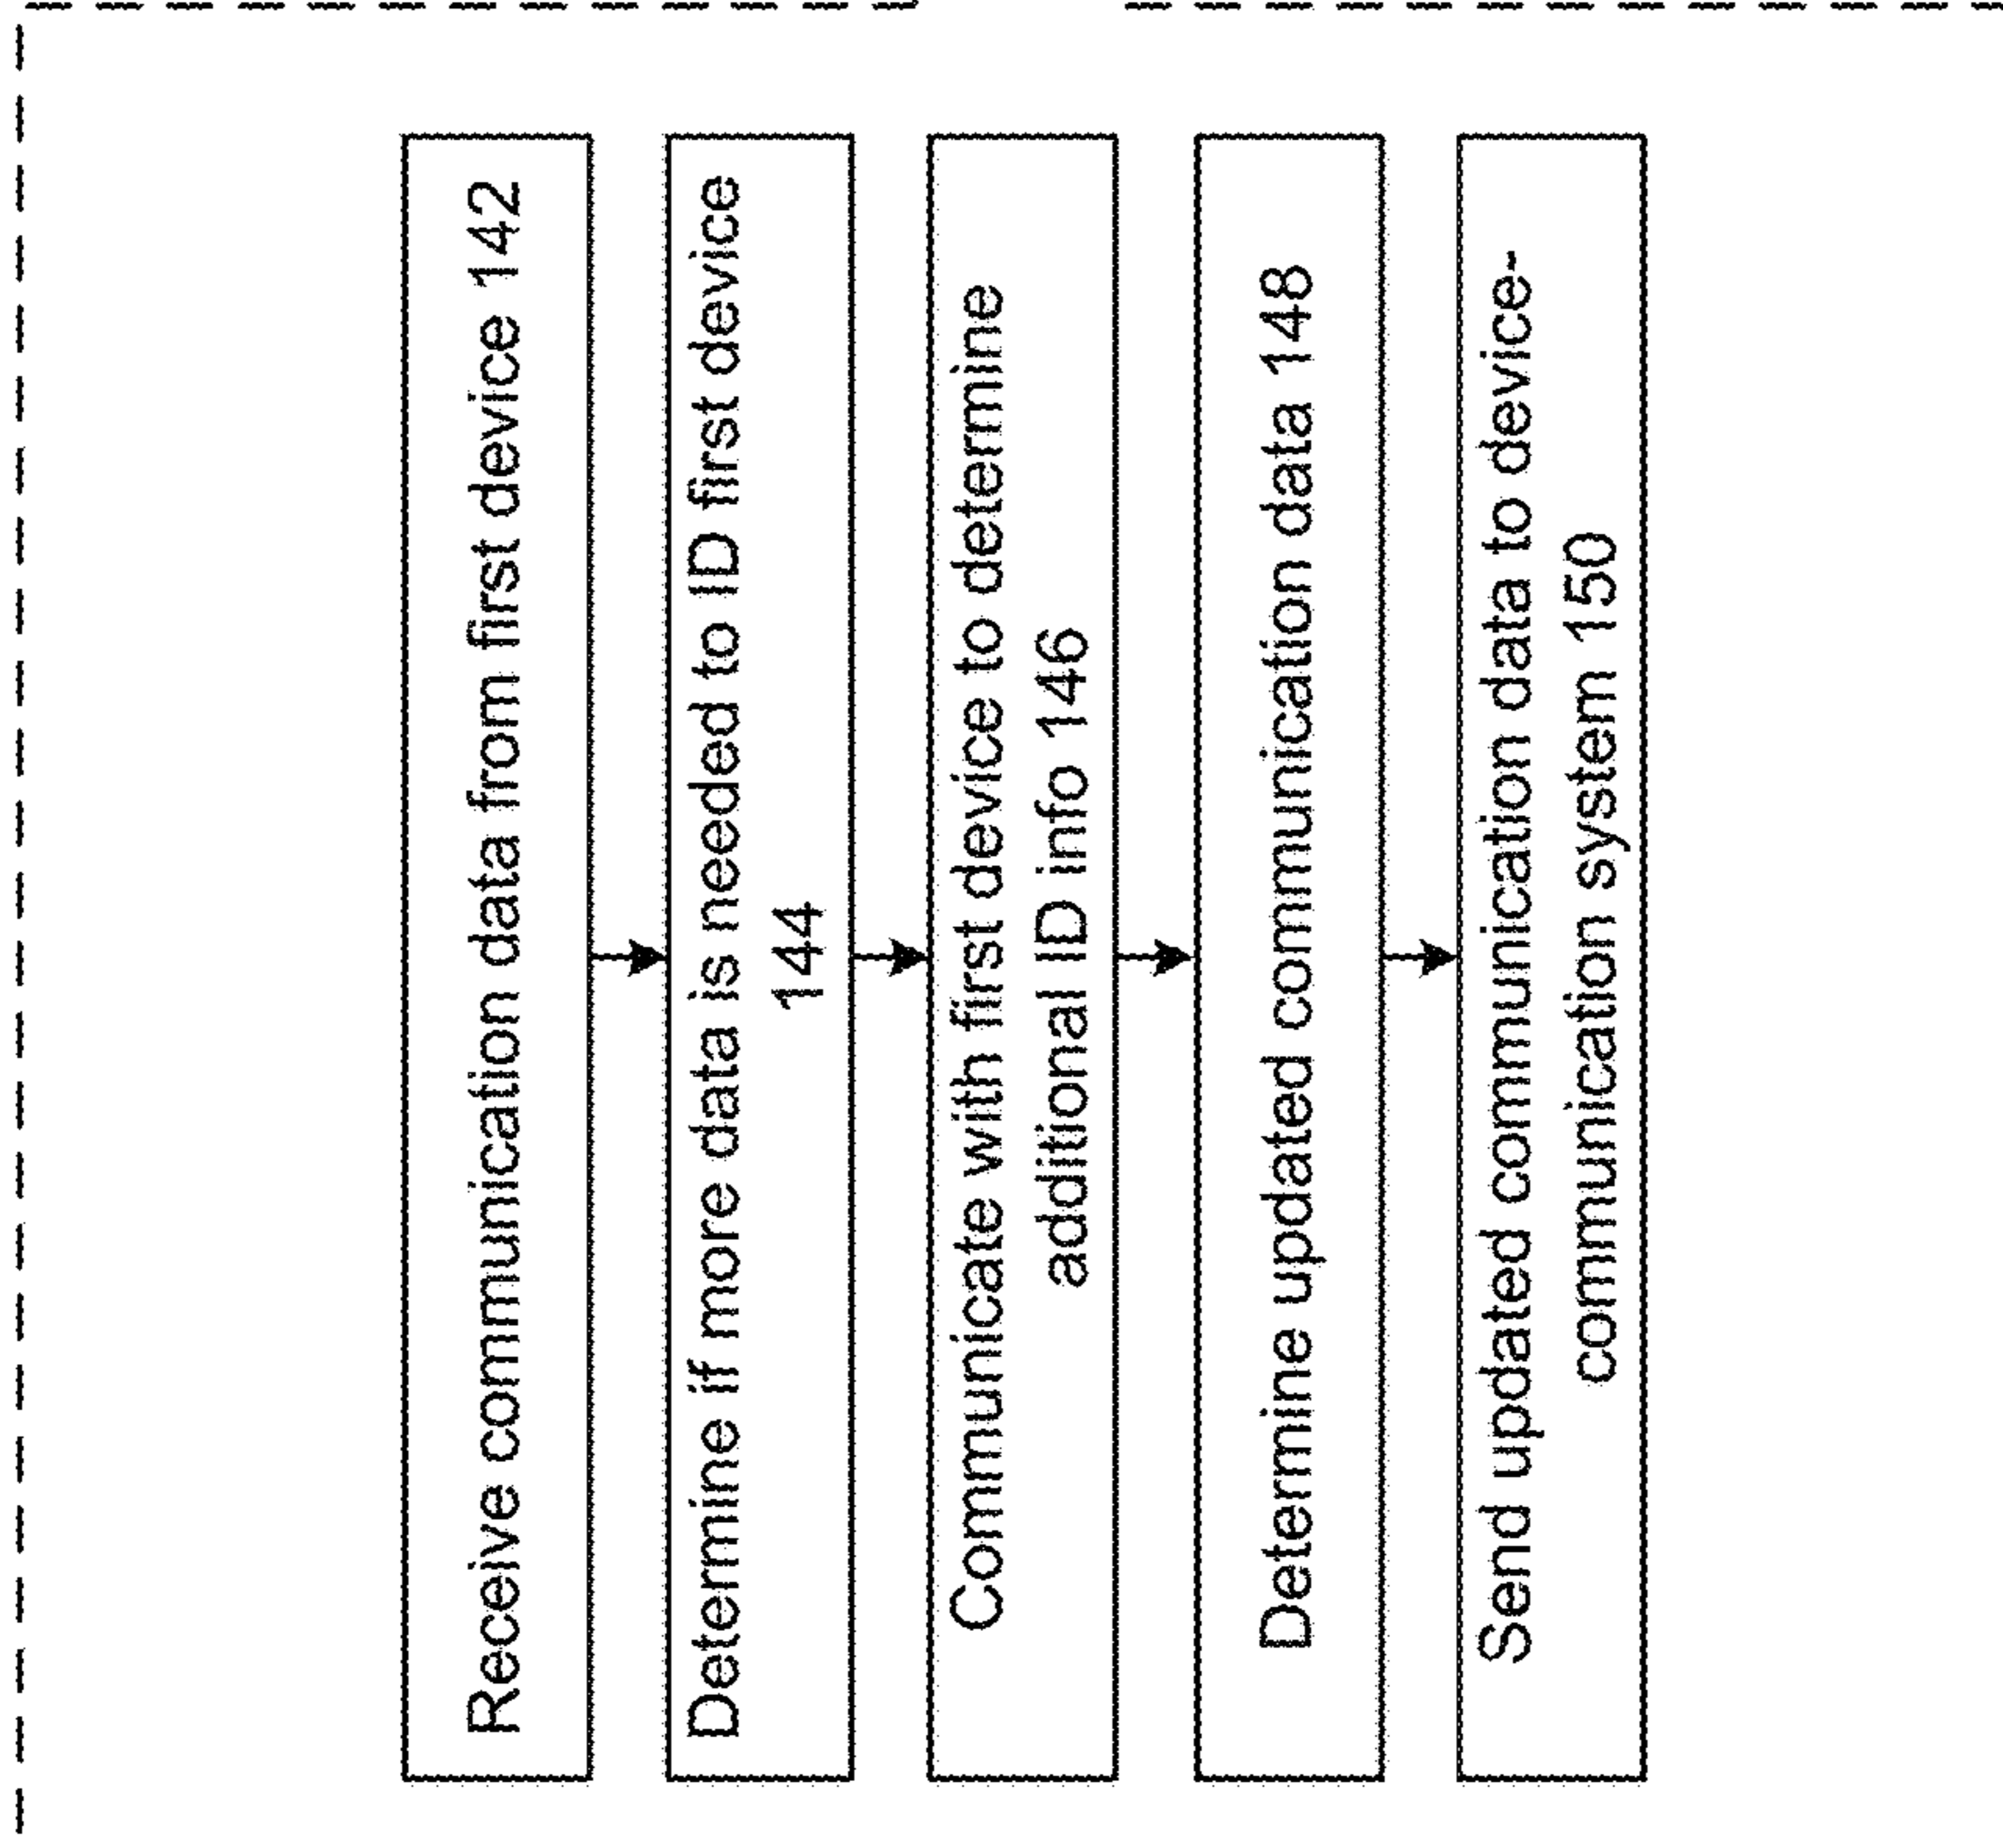 Receive communication data from first device 142
Determine if more data is needed to ID first device
144
Communicate with first device to determine
additional ID info 146
Determine updated communication data 148
Send updated communication data to device-
communication system 150